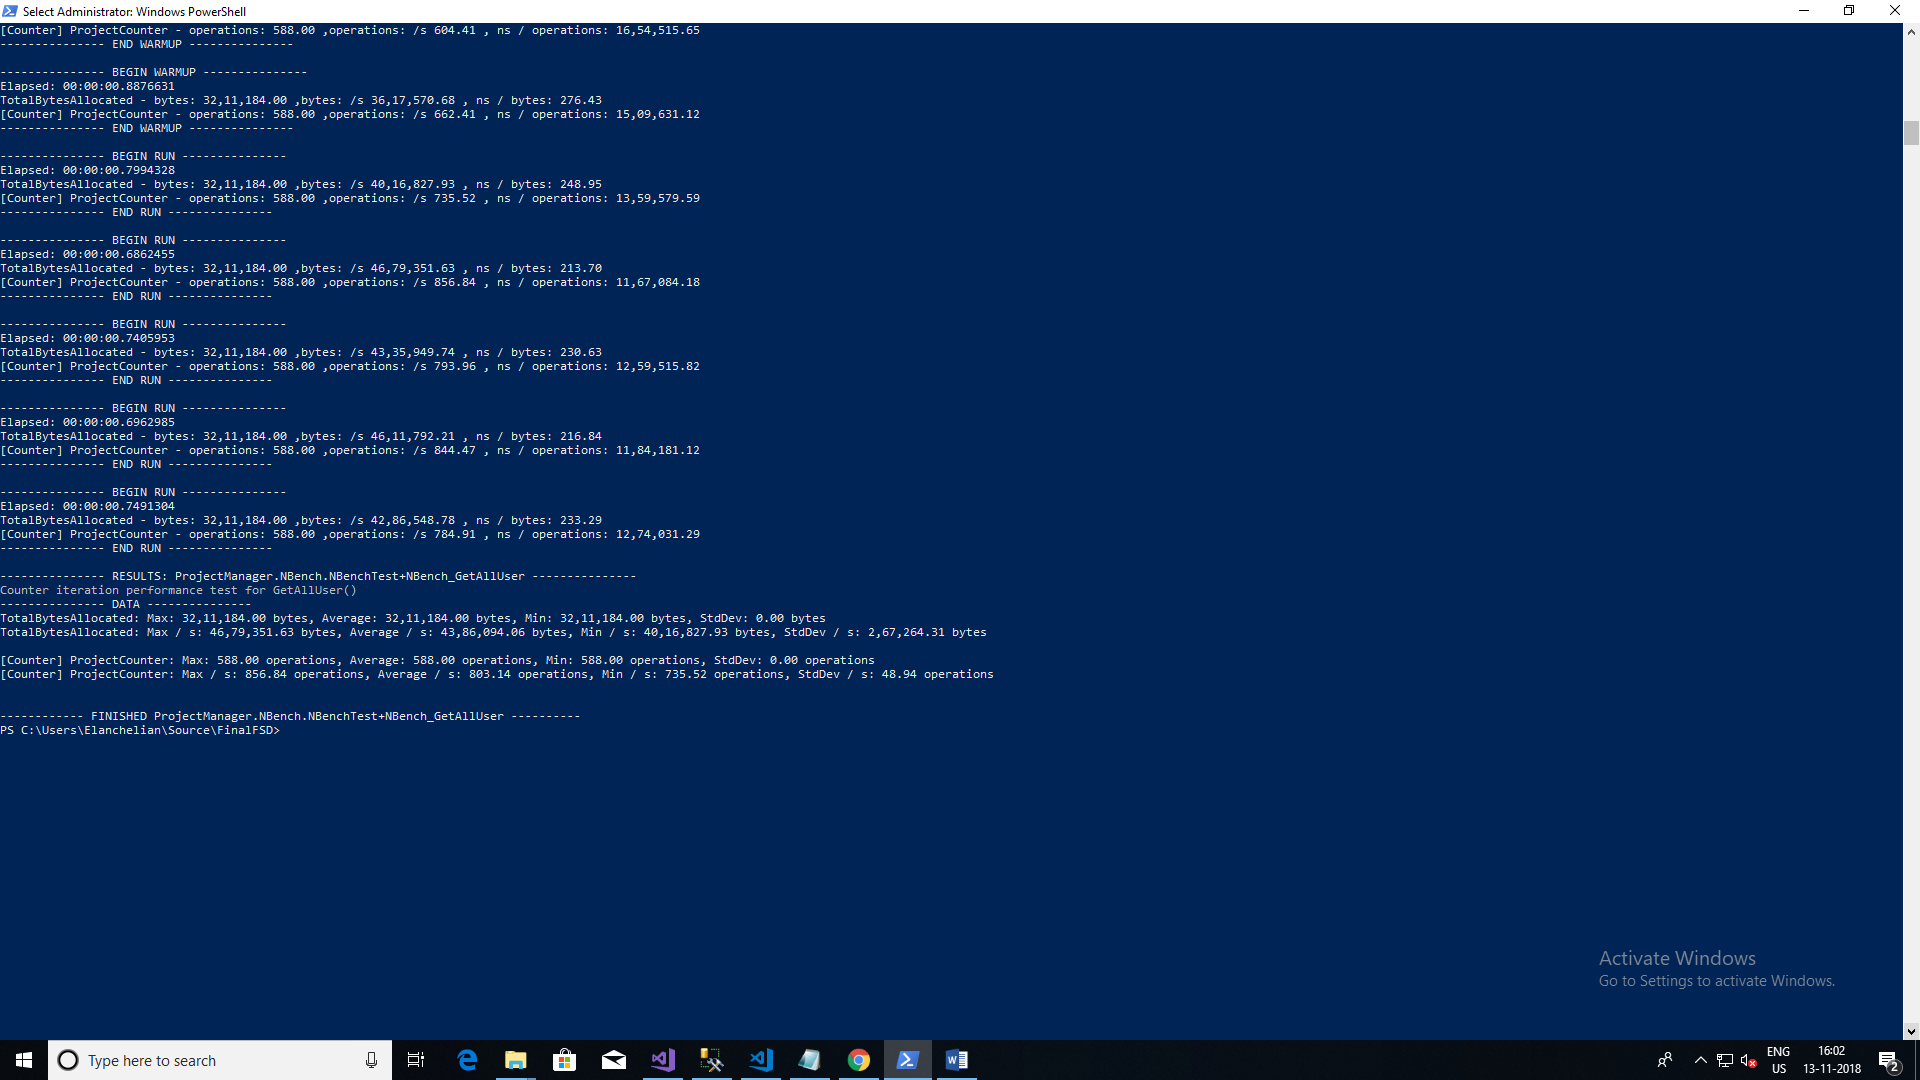 Select Administrator: Windows PowerShell
[Counter] ProjectCounter - operations: 588.00 ,operations: /s 604.41 , ns / operations: 16,54,515.65
--------------- END WARMUP ---------------
--------------- BEGIN WARMUP ---------------
Elapsed: 00:00:00.8876631
TotalBytesAllocated - bytes: 32,11,184.00 ,bytes: /s 36,17,570.68 , ns / bytes: 276.43
[Counter] ProjectCounter - operations: 588.00 ,operations: /s 662.41 , ns / operations: 15,09,631.12
--------------- END WARMUP ---------------
--------------- BEGIN RUN ---------------
Elapsed: 00:00:00.7994328
TotalBytesAllocated - bytes: 32,11,184.00 ,bytes: /s 40,16,827.93 , ns / bytes: 248.95
[Counter] ProjectCounter - operations: 588.00 ,operations: /s 735.52 , ns / operations: 13,59,579.59
--------------- END RUN ---------------
--------------- BEGIN RUN ---------------
Elapsed: 00:00:00.6862455
TotalBytesAllocated - bytes: 32,11,184.00 ,bytes: /s 46,79,351.63 , ns / bytes: 213.70
[Counter] ProjectCounter - operations: 588.00 ,operations: /s 856.84 , ns / operations: 11,67,084.18
--------------- END RUN ---------------
--------------- BEGIN RUN ---------------
Elapsed: 00:00:00.7405953
TotalBytesAllocated - bytes: 32,11,184.00 ,bytes: /s 43,35,949.74 , ns / bytes: 230.63
[Counter] ProjectCounter - operations: 588.00 ,operations: /s 793.96 , ns / operations: 12,59,515.82
--------------- END RUN ---------------
--------------- BEGIN RUN ---------------
Elapsed: 00:00:00.6962985
TotalBytesAllocated - bytes: 32,11,184.00 ,bytes: /s 46,11,792.21 , ns / bytes: 216.84
[Counter] ProjectCounter - operations: 588.00 ,operations: /s 844.47 , ns / operations: 11,84,181.12
--------------- END RUN ---------------
--------------- BEGIN RUN ---------------
Elapsed: 00:00:00.7491304
TotalBytesAllocated - bytes: 32,11,184.00 ,bytes: /s 42,86,548.78 , ns / bytes: 233.29
[Counter] ProjectCounter - operations: 588.00 ,operations: /s 784.91 , ns / operations: 12,74,031.29
--------------- END RUN ---------------
--------------- RESULTS: ProjectManager.NBench.NBenchTest+NBench_GetAllUser ---------------
Counter iteration performance test for GetAllUser()
--------------- DATA ---------------
TotalBytesAllocated: Max: 32,11,184.00 bytes, Average: 32,11,184.00 bytes, Min: 32,11,184.00 bytes, StdDev: 0.00 bytes
TotalBytesAllocated: Max / s: 46,79,351.63 bytes, Average / s: 43,86,094.06 bytes, Min / s: 40,16,827.93 bytes, StdDev / s: 2,67,264.31 bytes
[Counter] ProjectCounter: Max: 588.00 operations, Average: 588.00 operations, Min: 588.00 operations, StdDev: 0.00 operations
[Counter] ProjectCounter: Max / s: 856.84 operations, Average / s: 803.14 operations, Min / s: 735.52 operations, StdDev / s: 48.94 operations
------------ FINISHED ProjectManager.NBench.NBenchTest+NBench_GetAllUser ----------
PS C:\Users\Elanchelian\Source\FinalFSD>
Activate Windows
Go to Settings to activate Windows.
Type here to search
ENG
US
16:02
13-11-2018
2